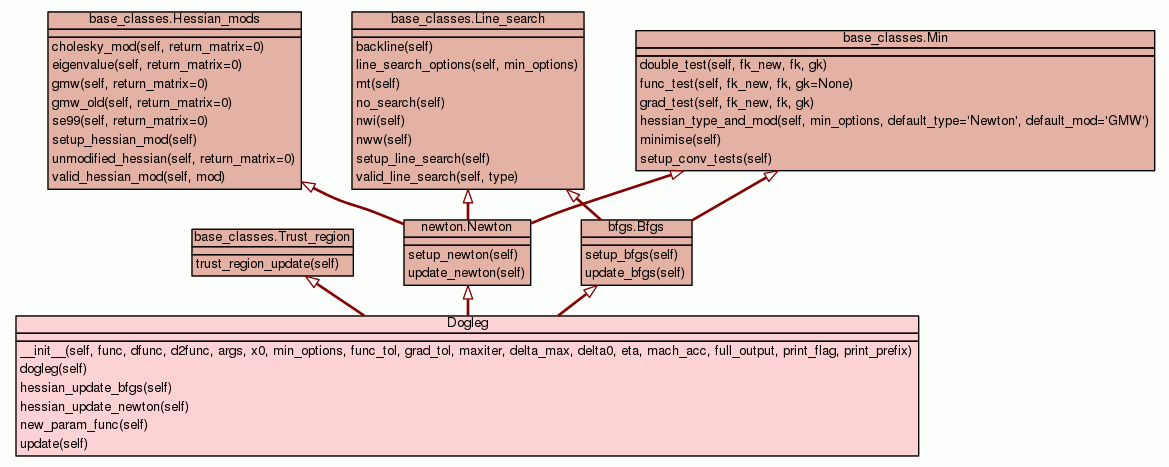 base_classes.Hessian_mods
cholesky_mod(self, return_matrix=0)
eigenvalue(self, return_matrix=0)
gmw(self, return_matrix=0)
gmw_old(self, return_matrix=0)
se99(self, return_matrix=0)
setup_hessian_mod(self)
unmodified_hessian(self, return_matrix=0)
valid_hessian_mod(self, mod)
base_classes.Line_search
backline(self)
line_search_options(self, min_options)
mt(self)
no_search(self)
nwi(self)
nww(self)
setup_line_search(self)
valid_line_search(self, type)
base_classes.Min
double_test(self, fk_new, fk, gk)
func_test(self, fk_new, fk, gk=None)
grad_test(self, fk_new, fk, gk)
hessian_type_and_mod(self, min_options, default_type='Newton', default_mod='GMW')
minimise(self)
setup_conv_tests(self)
base_classes.Trust_region
trust_region_update(self)
newton.Newton
setup_newton(self)
update_newton(self)
bfgs.Bfgs
setup_bfgs(self)
update_bfgs(self)
Dogleg
__init__(self, func, dfunc, d2func, args, x0, min_options, func_tol, grad_tol, maxiter, delta_max, delta0, eta, mach_acc, full_output, print_flag, print_prefix)
dogleg(self)
hessian_update_bfgs(self)
hessian_update_newton(self)
new_param_func(self)
update(self)